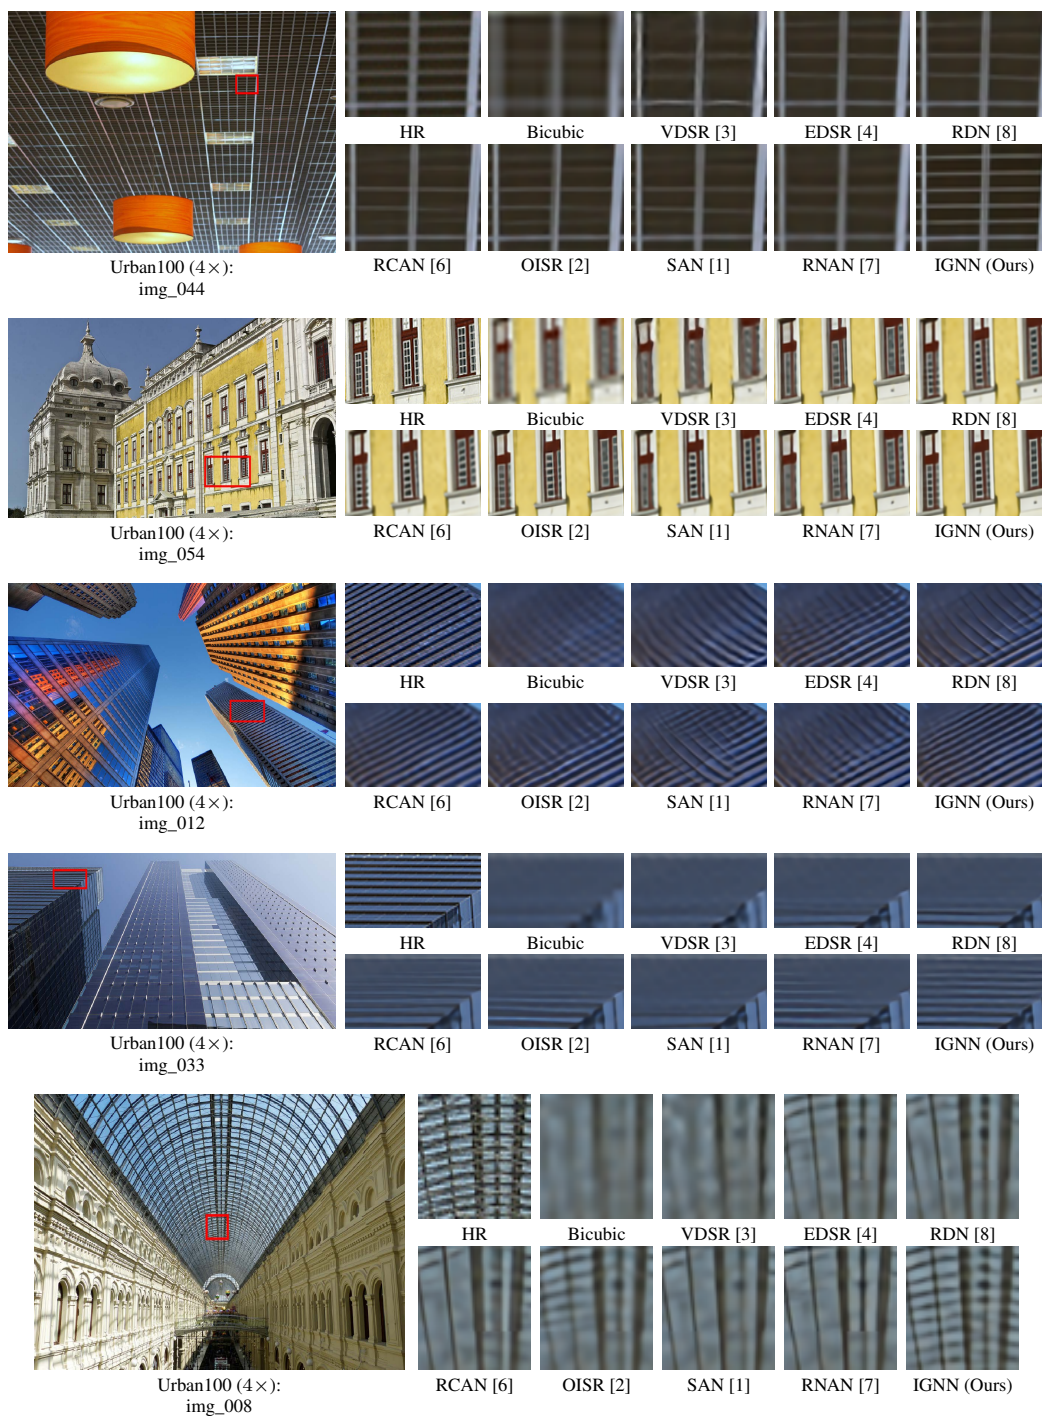 HR Bicubic VDSR [3] EDSR [4] RDN [8]
RCAN [6] OISR [2] SAN [1] RNAN [7] IGNN (Ours)
Urban100 (4×):
img_044
HR Bicubic VDSR [3] EDSR [4] RDN [8]
RCAN [6] OISR [2] SAN [1] RNAN [7] IGNN (Ours)
Urban100 (4×):
img_054
HR Bicubic VDSR [3] EDSR [4] RDN [8]
RCAN [6] OISR [2] SAN [1] RNAN [7] IGNN (Ours)
Urban100 (4×):
img_012
HR Bicubic VDSR [3] EDSR [4] RDN [8]
RCAN [6] OISR [2] SAN [1] RNAN [7] IGNN (Ours)
Urban100 (4×):
img_033
HR Bicubic VDSR [3] EDSR [4] RDN [8]
RCAN [6] OISR [2] SAN [1] RNAN [7] IGNN (Ours)
Urban100 (4×):
img_008